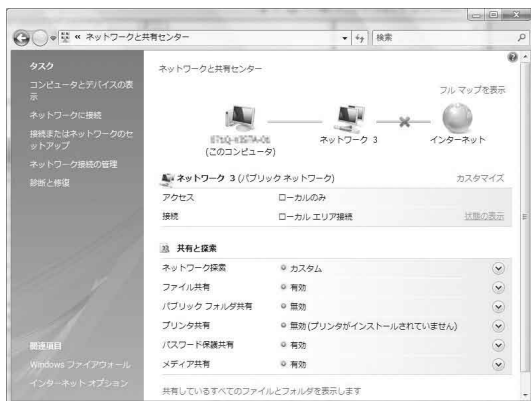 « ネットワークと共有センター
検索
タスク
コンピュータとデバイスの表
示
ネットワークに接続
接続またはネットワークのセ
ットアップ
ネットワーク接続の管理
診断と修復
関連項目
Windows ファイアウォール
インターネット オプション
ネットワークと共有センター
フル マップを表示
(このコンピュータ)
ネットワーク 3
インターネット
ネットワーク 3 (パブリック ネットワーク)
カスタマイズ
アクセス ローカルのみ
接続 ローカル エリア接続 状態の表示
共有と探索
ネットワーク探索 カスタム
ファイル共有 有効
パブリック フォルダ共有 無効
プリンタ共有 無効(プリンタがインストールされていません)
パスワード保護共有 有効
メディア共有 有効
共有しているすべてのファイルとフォルダを表示します